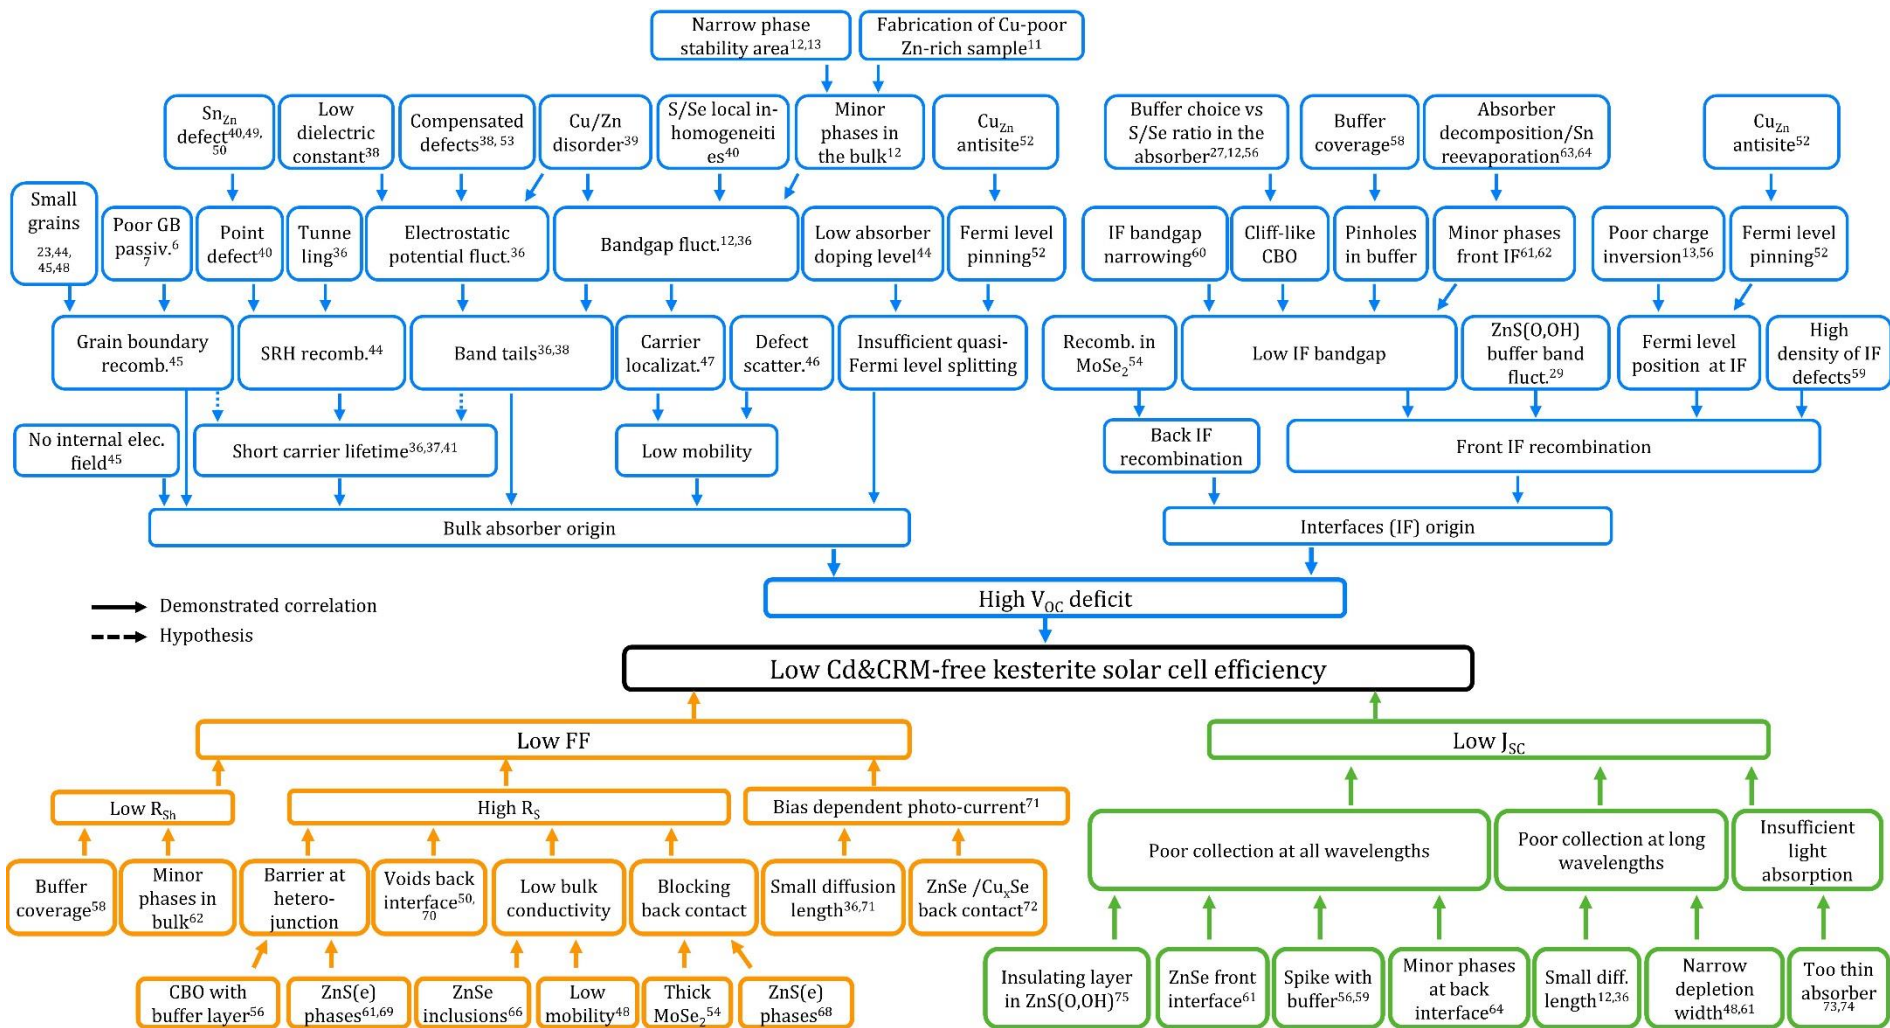 Narrow phase
stability area12,13
Fabrication of Cu-poor
Zn-rich sample11
SnZn
defect40,49,
50
Low
dielectric
constant38
Compensated
defects38, 53
Cu/Zn
disorder39
S/Se local in-
homogeneiti
es40
Minor
phases in
the bulk12
CuZn
antisite52
Buffer choice vs
S/Se ratio in the
absorber27,12,56
Buffer
coverage58
Absorber
decomposition/Sn
reevaporation63,64
CuZn
antisite52
Small
grains
23,44,
45,48
Poor GB
passiv.6
7
Point
defect40
Tunne
ling36
Electrostatic
potential fluct.36
Bandgap fluct.12,36
Low absorber
doping level44
Fermi level
pinning52
IF bandgap
narrowing60
Cliff-like
CBO
Pinholes
in buffer
Minor phases
front IF61,62
Poor charge
inversion13,56
Fermi level
pinning52
Grain boundary
recomb.45
SRH recomb.44
Band tails36,38
Carrier
localizat.47
Defect
scatter.46
Insufficient quasi-
Fermi level splitting
Recomb. in
MoSe254
Low IF bandgap
ZnS(O,OH)
buffer band
fluct.29
Fermi level
position at IF
High
density of IF
defects59
No internal elec.
field45
Short carrier lifetime36,37,41
Low mobility
Back IF
recombination
Front IF recombination
Bulk absorber origin
Interfaces (IF) origin
High VOC deficit
Demonstrated correlation
Hypothesis
Low Cd&CRM-free kesterite solar cell efficiency
Low FF
Low JSC
Low RSh
High RS
Bias dependent photo-current71
Poor collection at all wavelengths
Poor collection at long
wavelengths
Insufficient
light
absorption
Buffer
coverage58
Minor
phases in
bulk62
Barrier at
hetero-
junction
Voids back
interface50,
70
Low bulk
conductivity
Blocking
back contact
Small diffusion
length36,71
ZnSe /CuxSe
back contact72
CBO with
buffer layer56
ZnS(e)
phases61,69
ZnSe
inclusions66
Low
mobility48
Thick
MoSe254
ZnS(e)
phases68
Insulating layer
in ZnS(O,OH)75
ZnSe front
interface61
Spike with
buffer56,59
Minor phases
at back
interface64
Small diff.
length12,36
Narrow
depletion
width48,61
Too thin
absorber
73,74